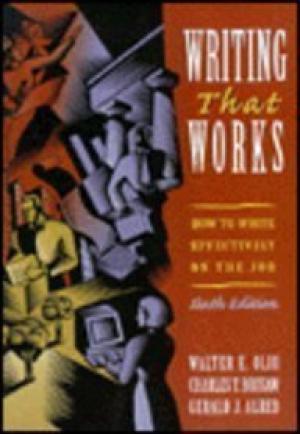 WRITING
That
WORKS
HOW TO WRITE
EFFECTIVELY
ON THE JOB
Sixth Edition
WALTER E. OLIU
CHARLES T. BRUSAW
GERALD J. ALRED